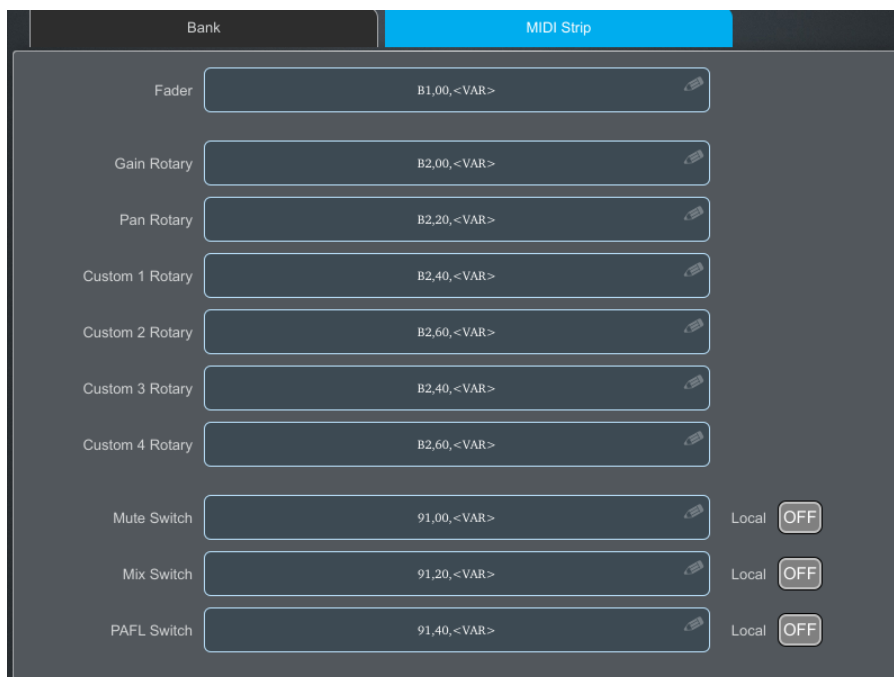 Bank MIDI Strip
Fader B1,00,<VAR>
Gain Rotary B2,00,<VAR>
Pan Rotary B2,20,<VAR>
Custom 1 Rotary B2,40,<VAR>
Custom 2 Rotary B2,60,<VAR>
Custom 3 Rotary B2,40,<VAR>
Custom 4 Rotary B2,60,<VAR>
Mute Switch 91,00,<VAR> Local OFF
Mix Switch 91,20,<VAR> Local OFF
PAFL Switch 91,40,<VAR> Local OFF